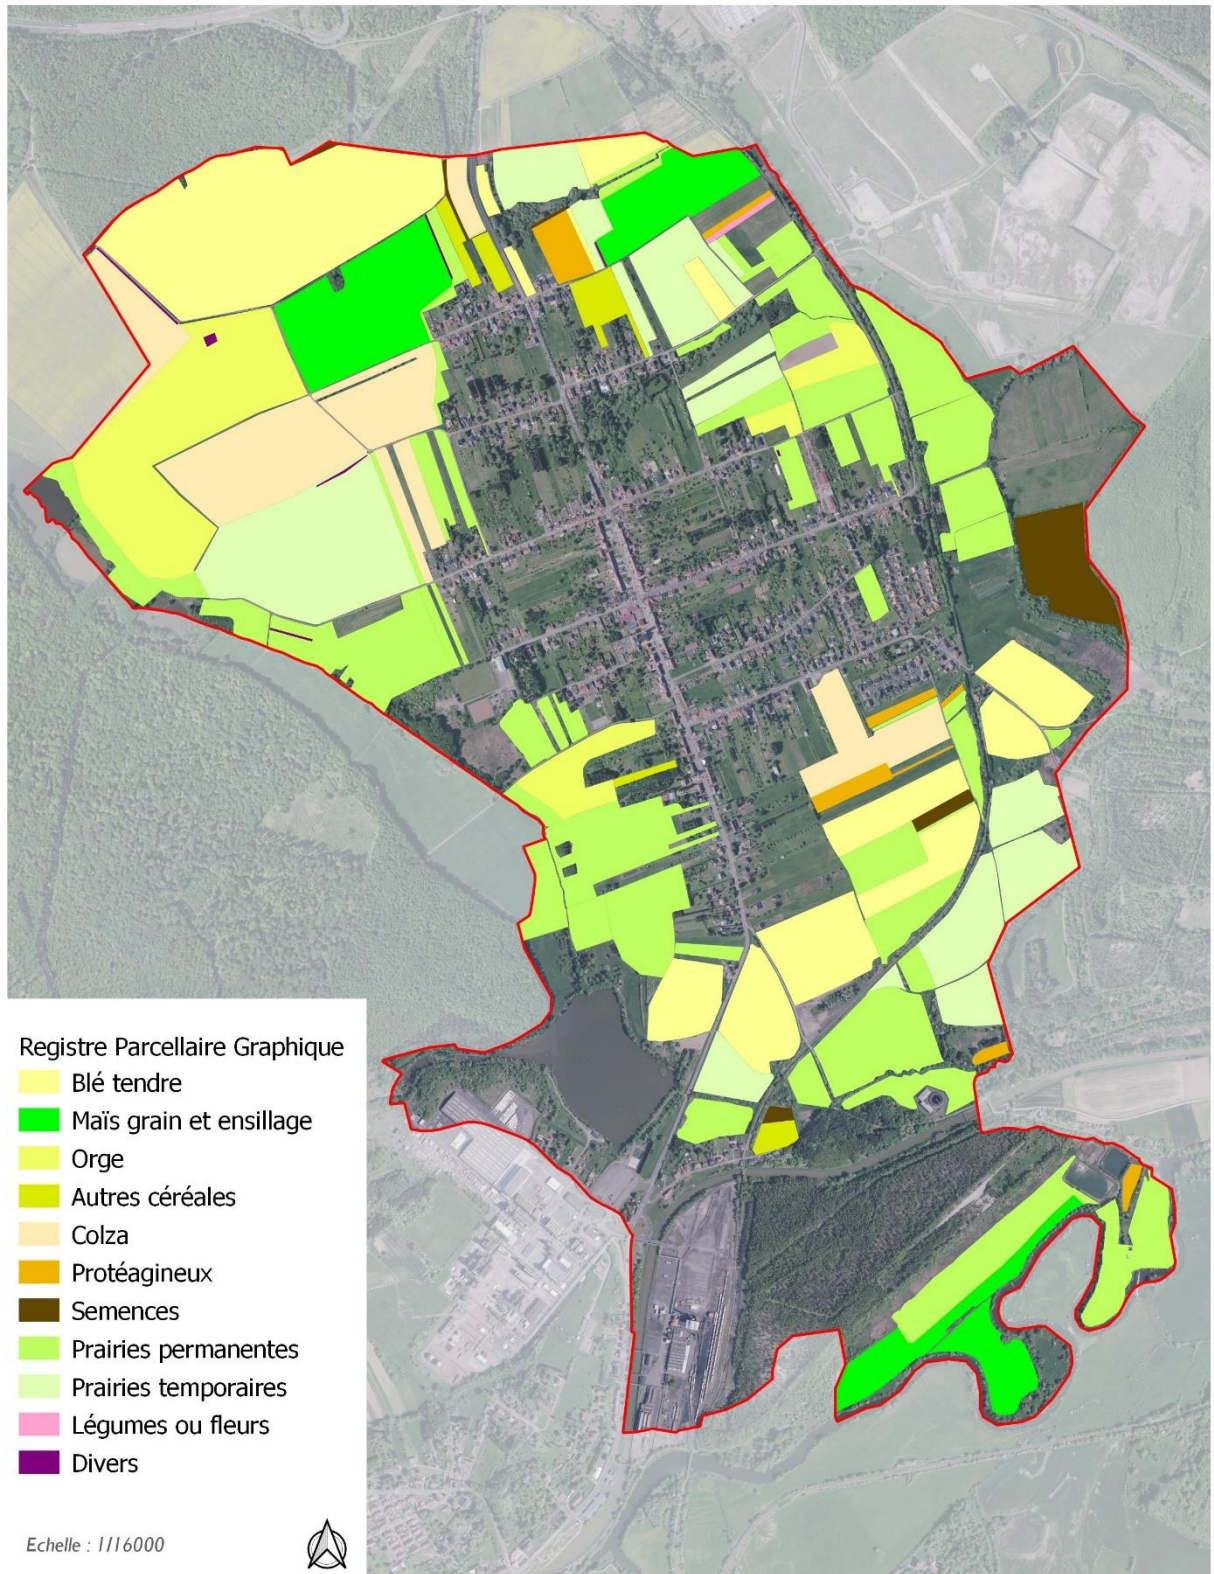 Registre Parcellaire Graphique
Blé tendre
Maïs grain et ensillage
Orge
Autres céréales
Colza
Protéagineux
Semences
Prairies permanentes
Prairies temporaires
Légumes ou fleurs
Divers
Echelle : 1/16000